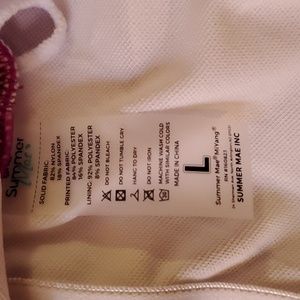 Summer
SOLID FABRIC:
82% NYLON
18% SPANDEX
PRINTED FABRIC:
84% POLYESTER
16% SPANDEX
LINING:92% POLYESTER
8% SPANDEX
DO NOT BLEACH
DO NOT TUMBLE DRY
HANG TO DRY
DO NOT IRON
MACHINE WASH COLD
WITH SIMILAR COLORS
MADE IN CHINA
L
Summer Mae® MiYang®
SUMMER MAE INC